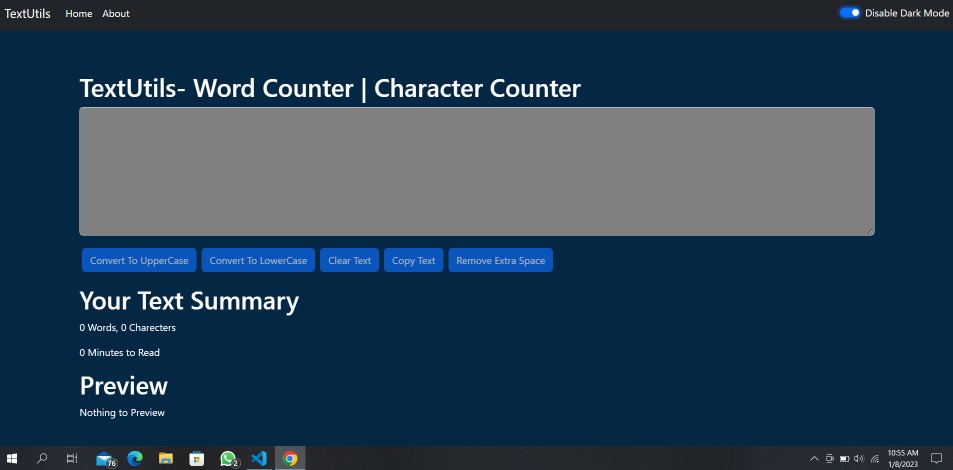 TextUtils Home About Disable Dark Mode
TextUtils- Word Counter | Character Counter
Convert To UpperCase Convert To LowerCase Clear Text Copy Text Remove Extra Space
Your Text Summary
0 Words, 0 Charecters
0 Minutes to Read
Preview
Nothing to Preview
76 2 10:55 AM
1/8/2023